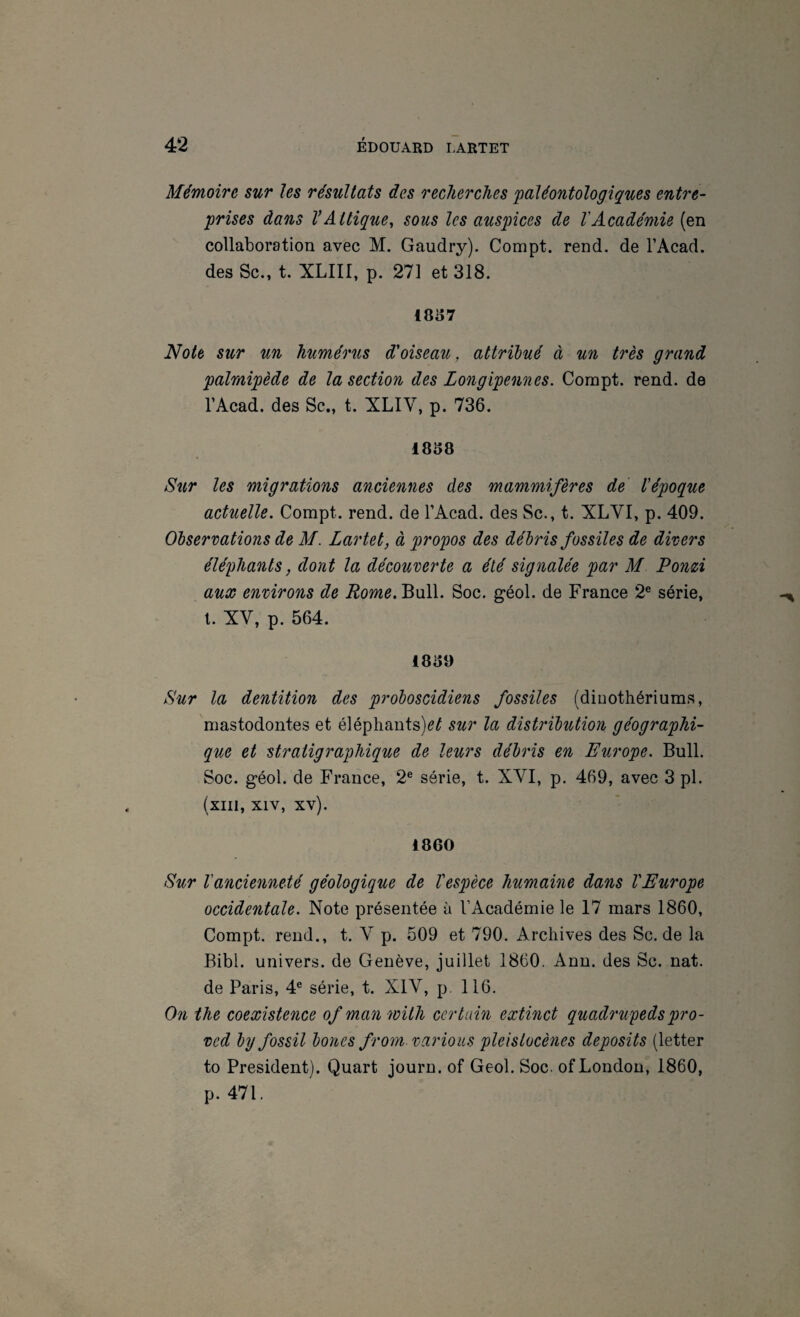 42 ÉDOUARD LARTET
Mémoire sur les résultats des recherches paléontologiques entre-
prises dans l'Attique, sous les auspices de l'Académie (en
collaboration avec M. Gaudry). Compt. rend. de l'Acad.
des Sc., t. XLIII, p. 271 et 318.
1857
Note sur un humérus d'oiseau, attribué à un très grand
palmipède de la section des Longipennes. Compt. rend. de
l'Acad. des Sc., t. XLIV, p. 736.
1858
Sur les migrations anciennes des mammifères de l'époque
actuelle. Compt. rend. de l'Acad. des Sc., t. XLVI, p. 409.
Observations de M. Lartet, à propos des débris fossiles de divers
éléphants, dont la découverte a été signalée par M Ponzi
aux environs de Rome. Bull. Soc. géol. de France 2e série,
t. XV, p. 564.
1859
Sur la dentition des proboscidiens fossiles (dinothériums,
mastodontes et éléphants) et sur la distribution géographi-
que et stratigraphique de leurs débris en Europe. Bull.
Soc. géol. de France, 2e série, t. XVI, p. 469, avec 3 pl.
(XIII, XIV, XV).
1860
Sur l'ancienneté géologique de l'espèce humaine dans l'Europe
occidentale. Note présentée à l'Académie le 17 mars 1860,
Compt. rend., t. V p. 509 et 790. Archives des Sc. de la
Bibl. univers. de Genève, juillet 1860. Ann. des Sc. nat.
de Paris, 4e série, t. XIV, p. 116.
On the coexistence of man with certain extinct quadrupeds pro-
ved by fossil bones from various pleistocènes deposits (letter
to President). Quart journ. of Geol. Soc. of London, 1860,
p. 471.